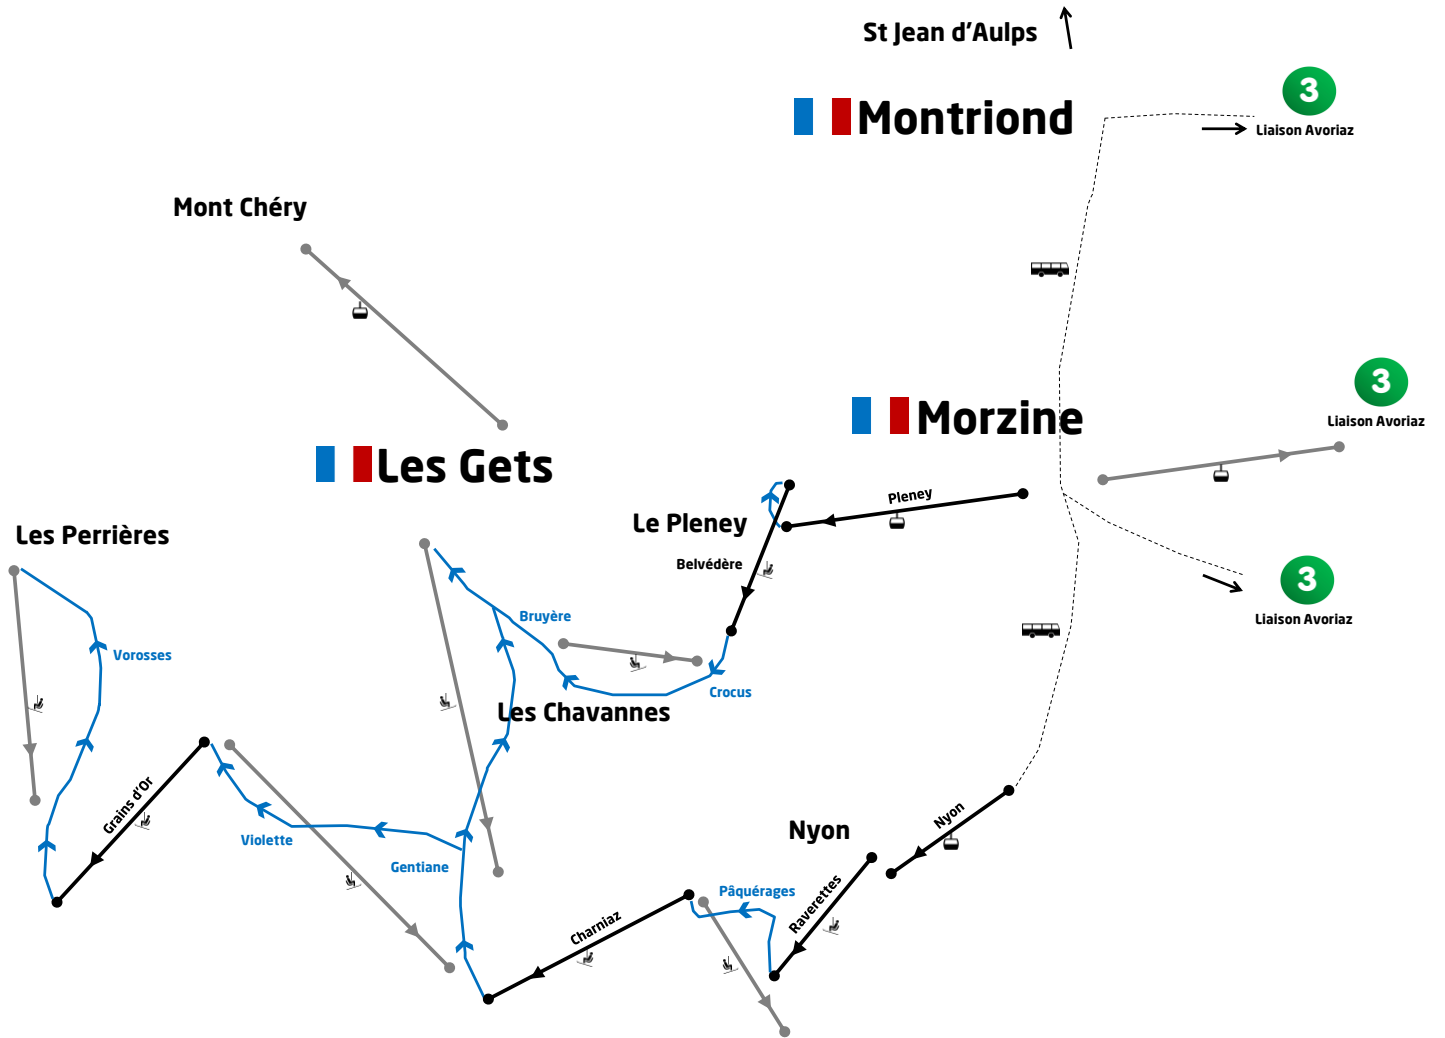 St Jean d'Aulps
3
Montriond
Liaison Avoriaz
Mont Chéry
3
Morzine
Liaison Avoriaz
Les Gets
Pleney
Le Pleney
Les Perrières
Belvédère
3
Bruyère
Liaison Avoriaz
Vorosses
Crocus
Les Chavannes
Grains d'Or
Nyon
Nyon
Violette
Gentiane
Pâquérages
Raverettes
Charniaz